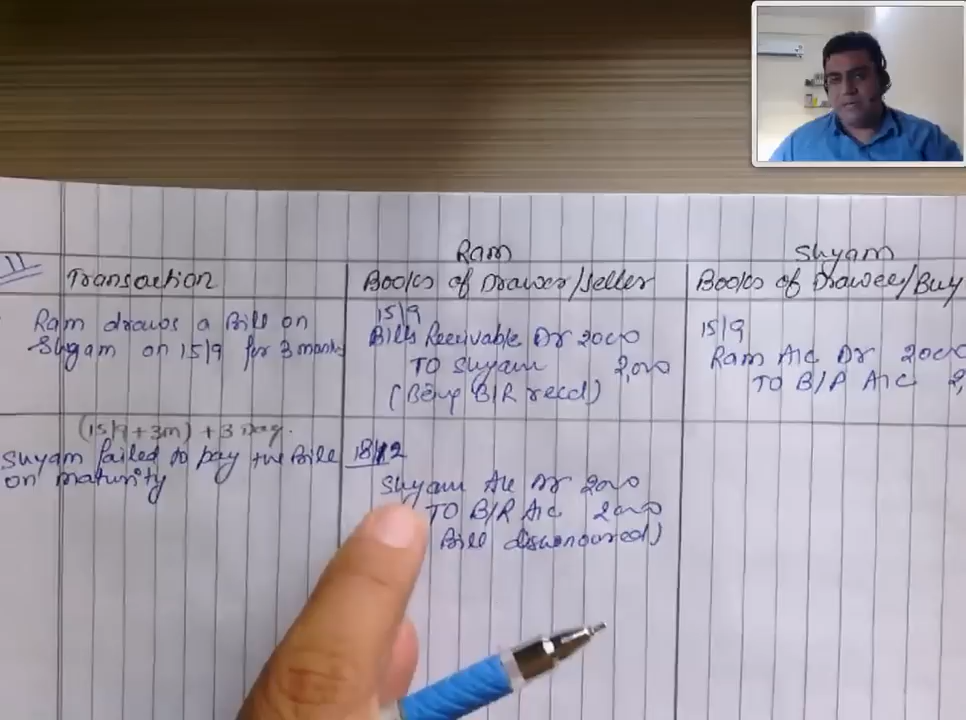 Ram
Shyam
11
Transaction
Books of Drawer/Seller
Books of Drawee/Buy
Ram draws a Bill on
Shyam on 15/9 for 3 months
15/9
Bills Receivable Dr 2000
TO Shyam 2,000
(Being B/R recd)
15/9
Ram A/c Dr 2000
TO B/P A/c 2,
(15/9+3m) + 3 Day.
Shyam failed to pay the Bill
on maturity
18/12
Shyam A/c Dr 2000
TO B/R A/c 2000
Bill dishonoured)